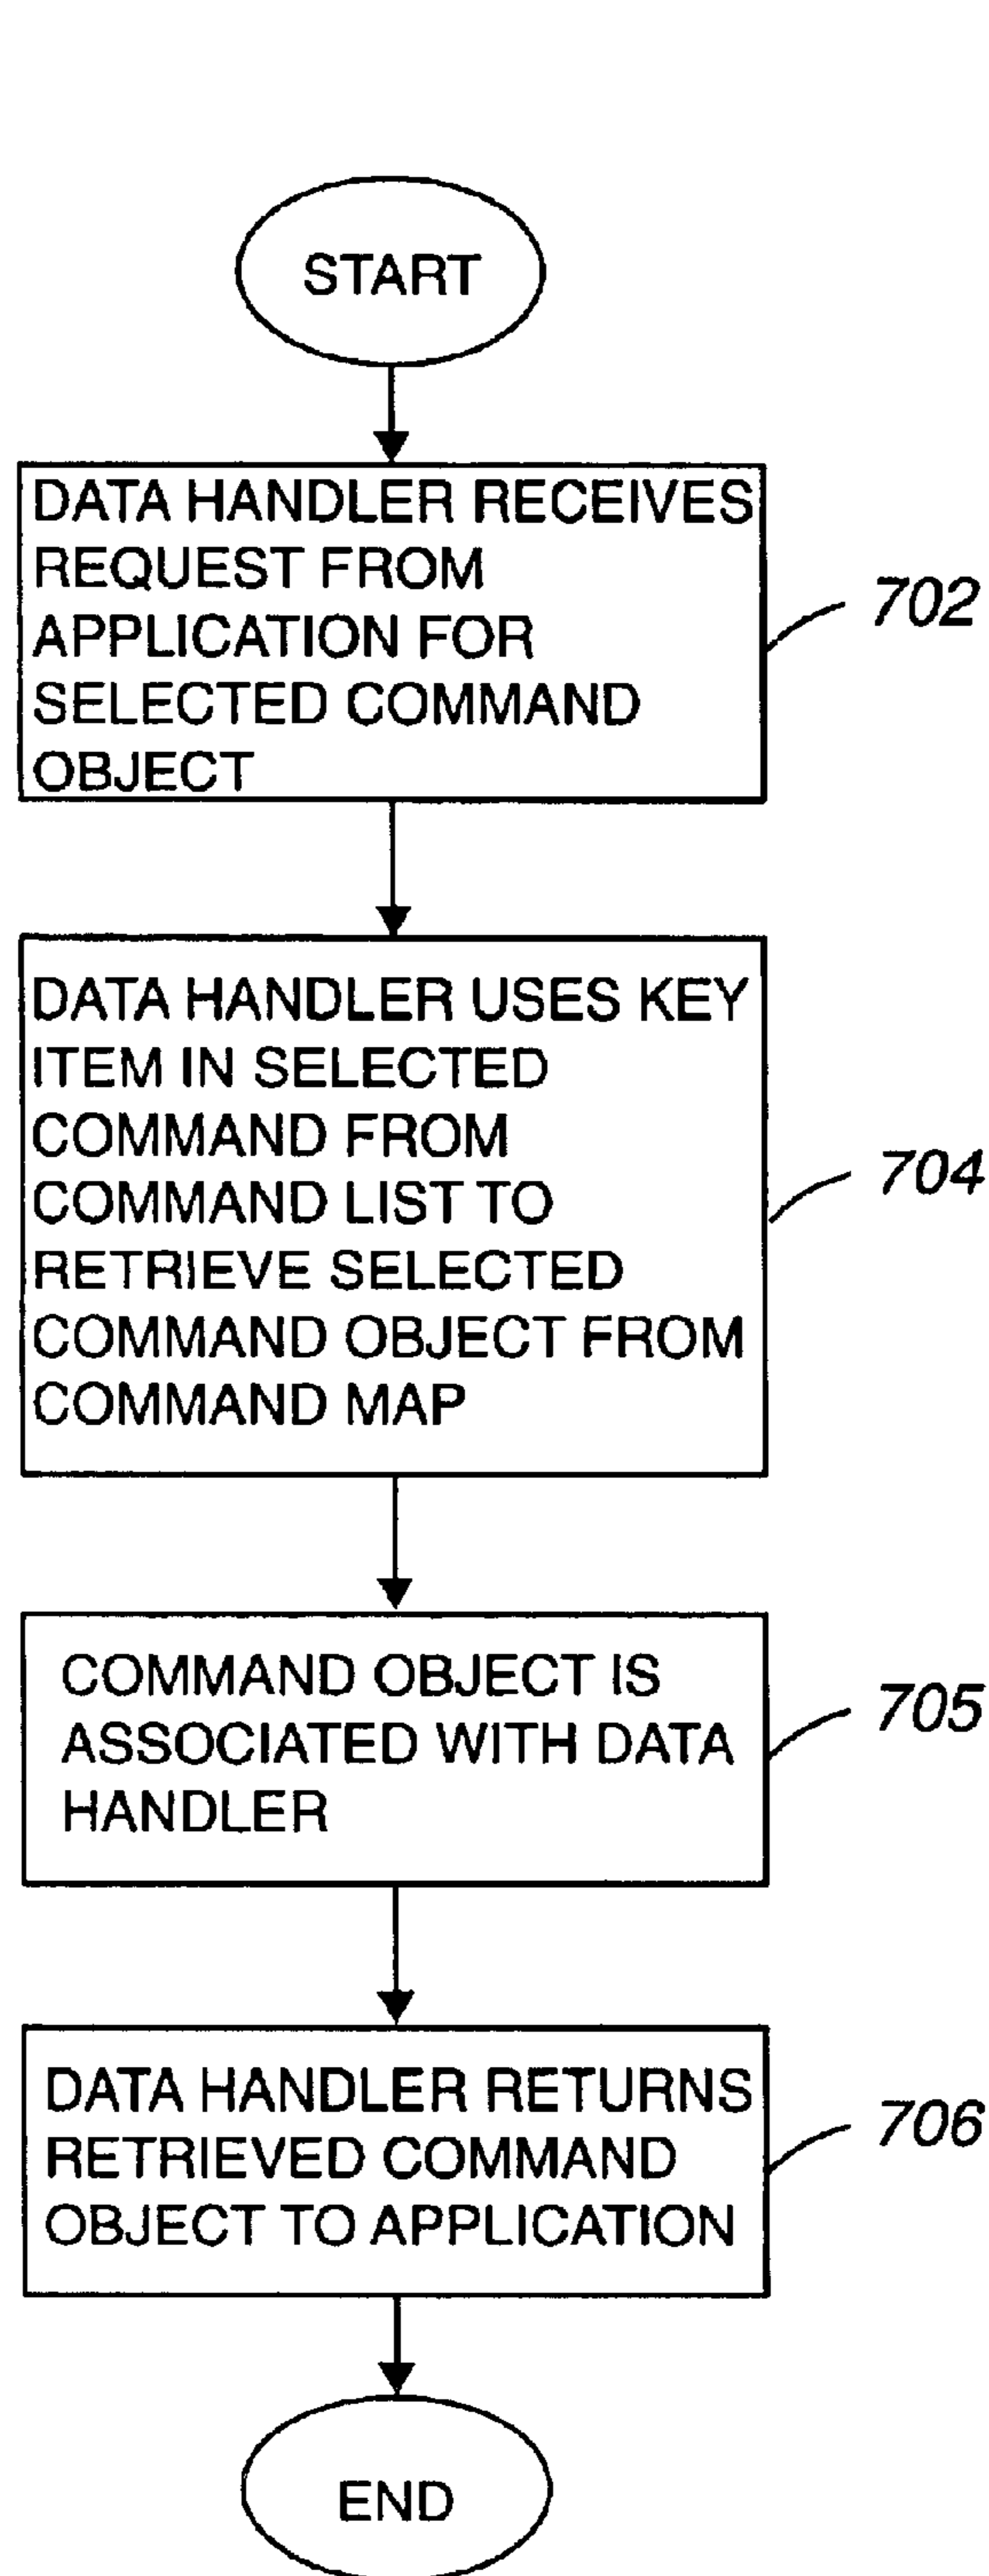 START
DATA HANDLER RECEIVES
REQUEST FROM
APPLICATION FOR
SELECTED COMMAND
OBJECT
702
DATA HANDLER USES KEY
ITEM IN SELECTED
COMMAND FROM
COMMAND LIST TO
RETRIEVE SELECTED
COMMAND OBJECT FROM
COMMAND MAP
704
COMMAND OBJECT IS
ASSOCIATED WITH DATA
HANDLER
705
DATA HANDLER RETURNS
RETRIEVED COMMAND
OBJECT TO APPLICATION
706
END